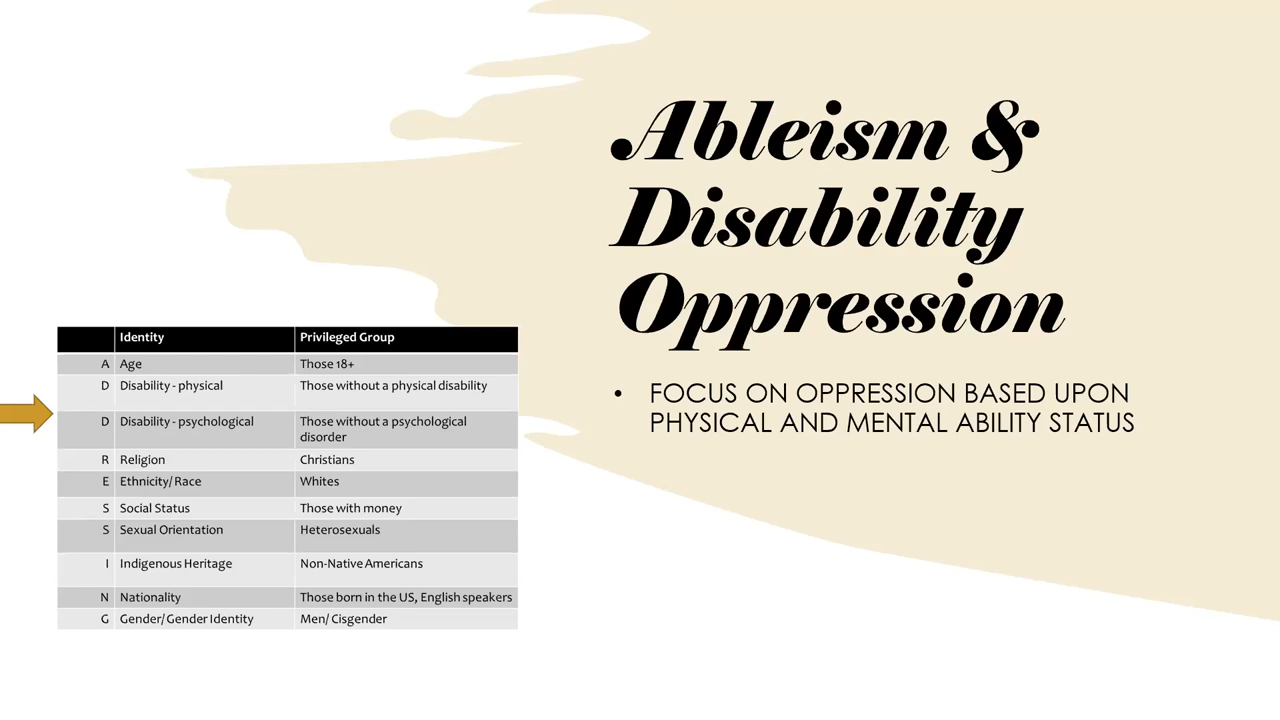 Ableism &
Disability
Oppression
• FOCUS ON OPPRESSION BASED UPON
PHYSICAL AND MENTAL ABILITY STATUS
Identity Privileged Group
A Age Those 18+
D Disability - physical Those without a physical disability
D Disability - psychological Those without a psychological
disorder
R Religion Christians
E Ethnicity/ Race Whites
S Social Status Those with money
S Sexual Orientation Heterosexuals
I Indigenous Heritage Non-Native Americans
N Nationality Those born in the US, English speakers
G Gender/ Gender Identity Men/ Cisgender